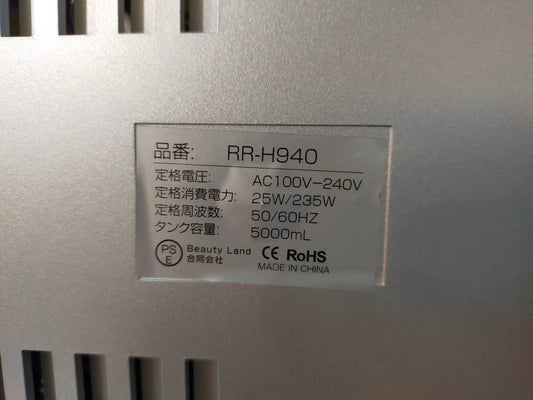 品番: RR-H940
定格電圧: AC100V-240V
定格消費電力: 25W/235W
定格周波数: 50/60HZ
タンク容量: 5000mL
PSE Beauty Land 合同会社 CE RoHS
MADE IN CHINA